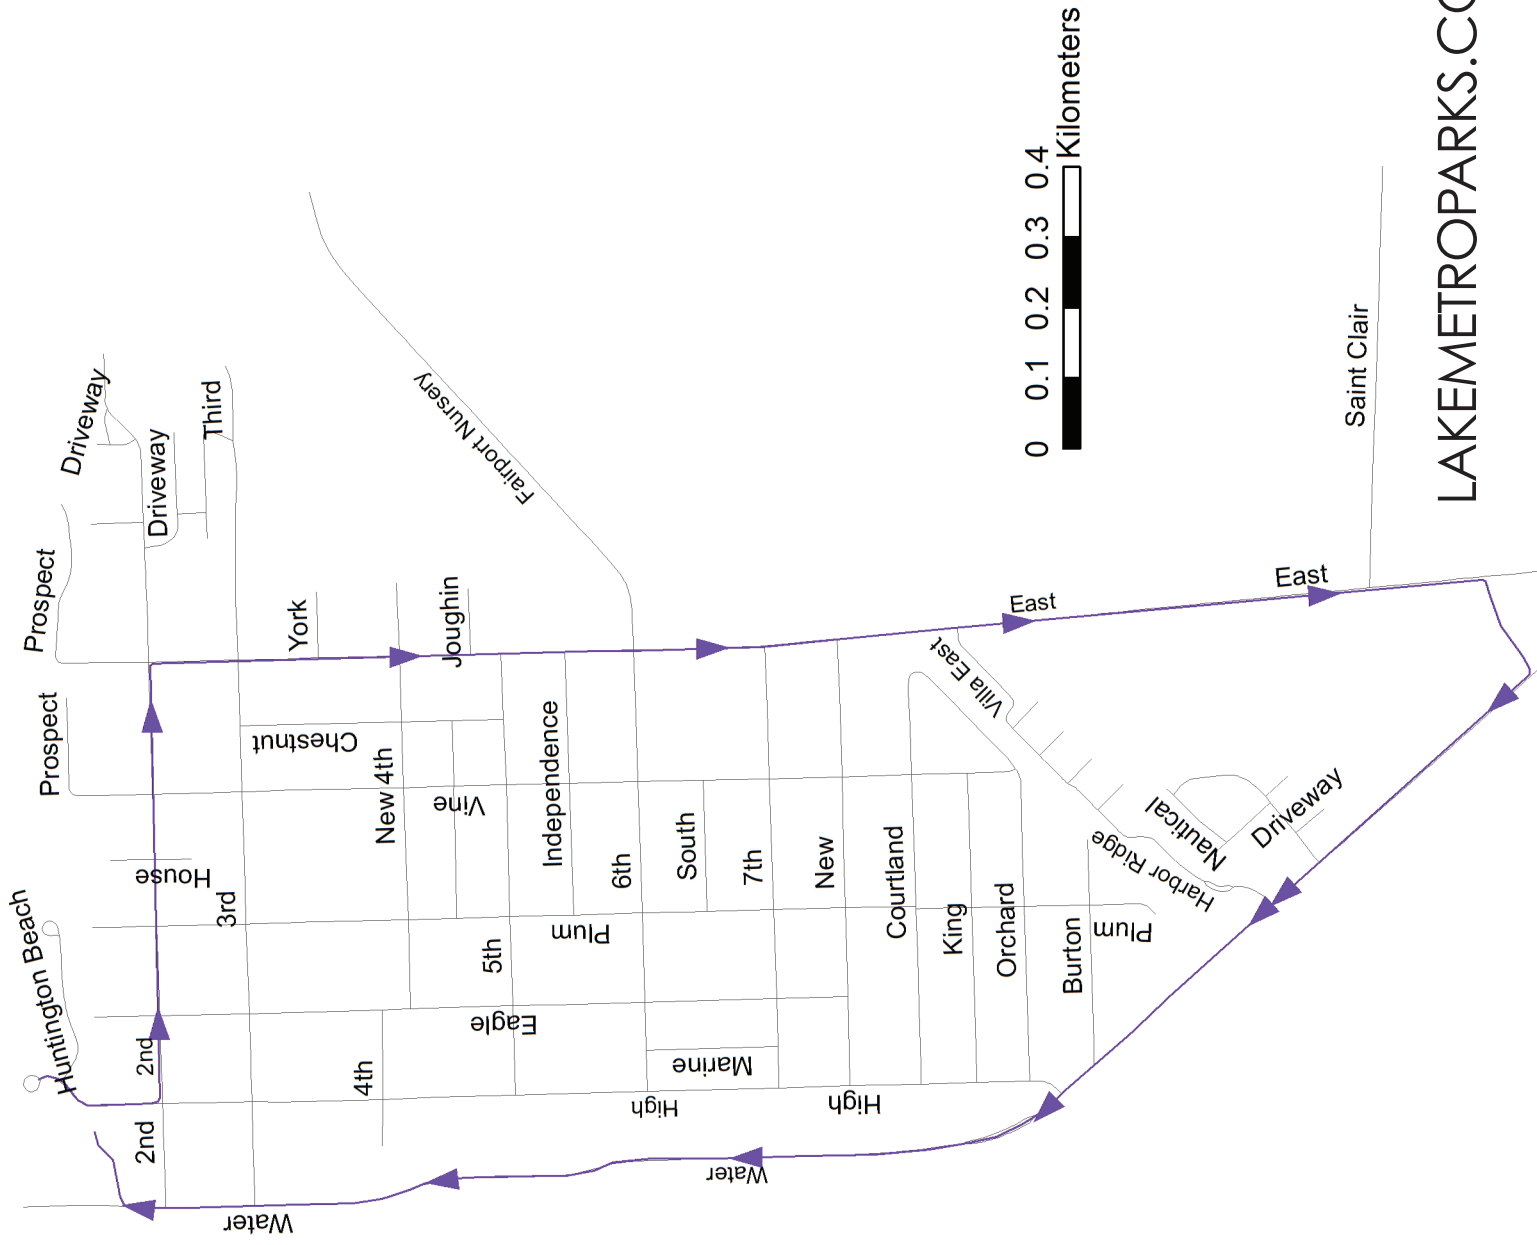 Huntington Beach
Prospect
Prospect
Driveway
Driveway
Third
2nd
2nd
House
3rd
York
Joughin
Fairport Nursery
Chestnut
New 4th
Vine
4th
5th
Eagle
Independence
Plum
6th
South
7th
Marine
High
High
New
Courtland
King
Orchard
Burton
Plum
Villa East
Harbor Ridge
Nautical
Driveway
East
East
Saint Clair
Water
Water
0 0.1 0.2 0.3 0.4
Kilometers
LAKEMETROPARKS.CO